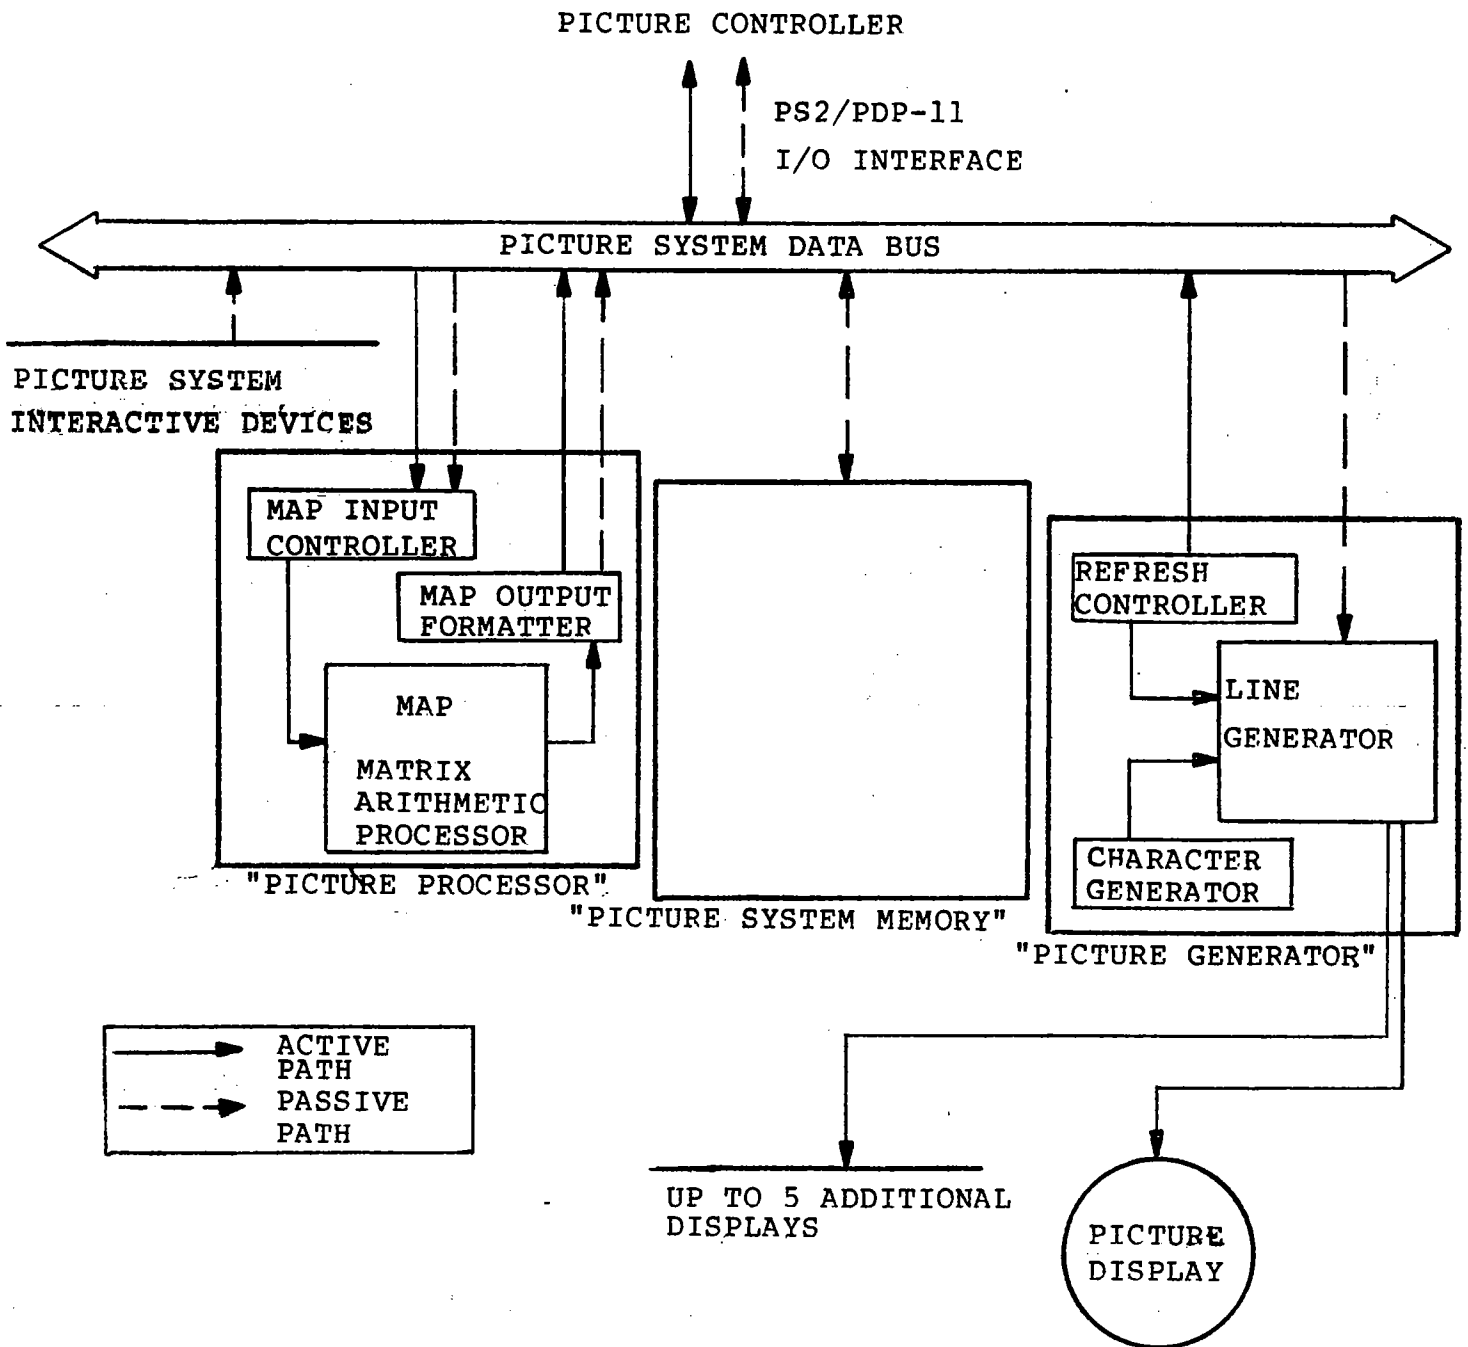 PICTURE CONTROLLER
PS2/PDP-11
I/O INTERFACE
PICTURE SYSTEM DATA BUS
PICTURE SYSTEM
INTERACTIVE DEVICES
MAP INPUT
CONTROLLER
MAP OUTPUT
FORMATTER
MAP
MATRIX
ARITHMETIC
PROCESSOR
"PICTURE PROCESSOR"
"PICTURE SYSTEM MEMORY"
REFRESH
CONTROLLER
LINE
GENERATOR
CHARACTER
GENERATOR
"PICTURE GENERATOR"
ACTIVE
PATH
PASSIVE
PATH
UP TO 5 ADDITIONAL
DISPLAYS
PICTURE
DISPLAY